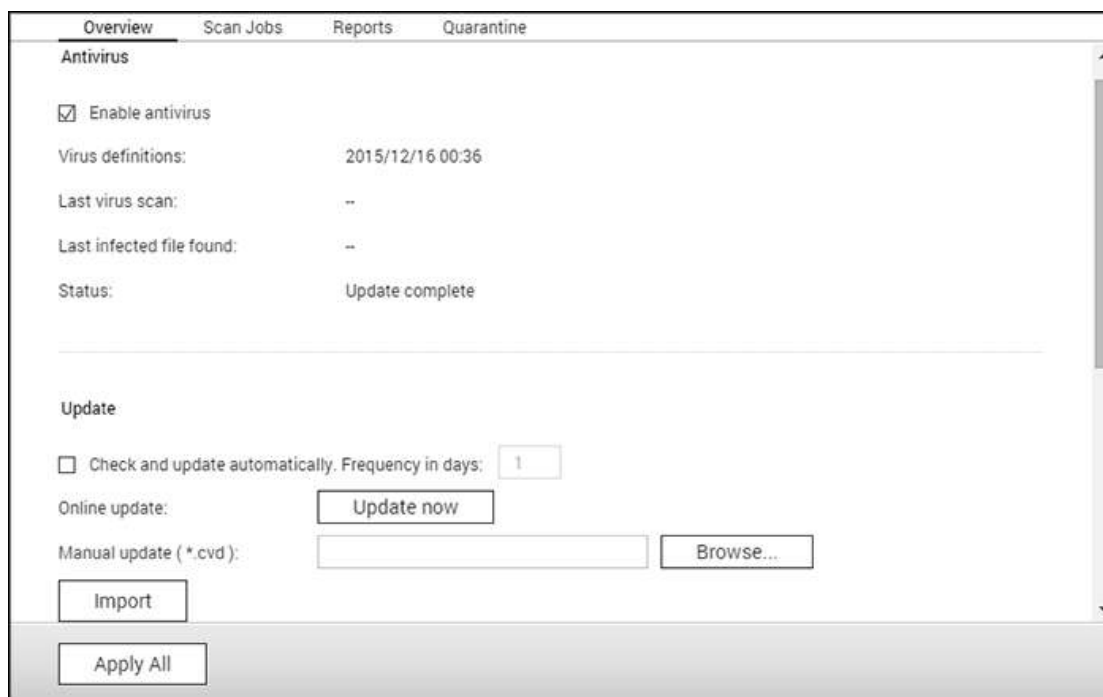 Overview Scan Jobs Reports Quarantine
Antivirus
Enable antivirus
Virus definitions: 2015/12/16 00:36
Last virus scan: --
Last infected file found: --
Status: Update complete
Update
Check and update automatically. Frequency in days: 1
Online update: Update now
Manual update ( *.cvd ): Browse...
Import
Apply All